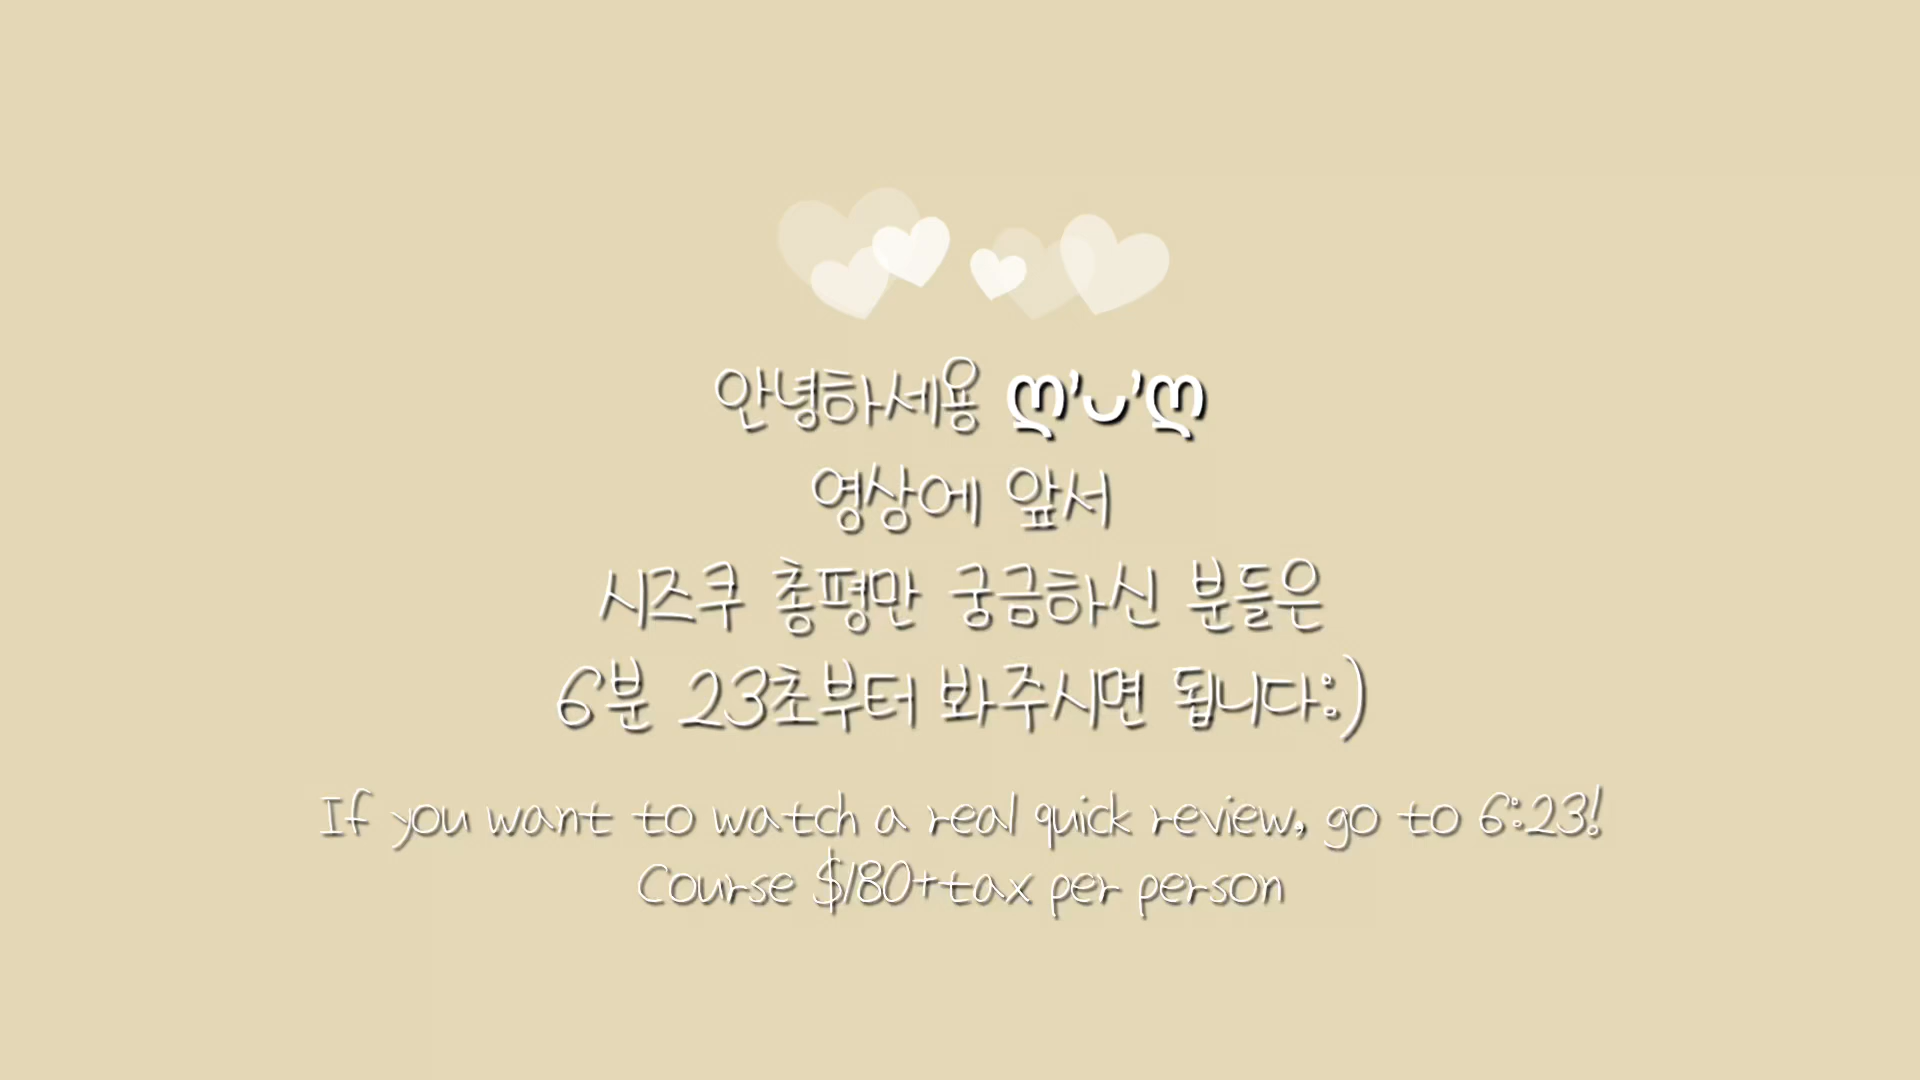 안녕하세용 ღ'ᴗ'ღ
영상에 앞서
시즈쿠 총평만 궁금하신 분들은
6분 23초부터 봐주시면 됩니다:)
If you want to watch a real quick review, go to 6:23!
Course $180+tax per person